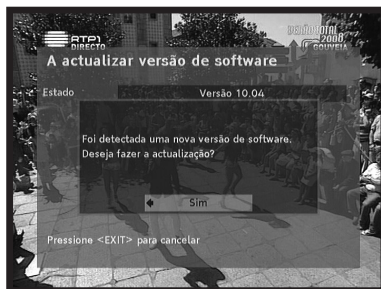 RTP1
DIRECTO
GOUVEIA
A actualizar versão de software
Estado
Versão 10.04
Foi detectada uma nova versão de software.
Deseja fazer a actualização?
Sim
Pressione <EXIT> para cancelar